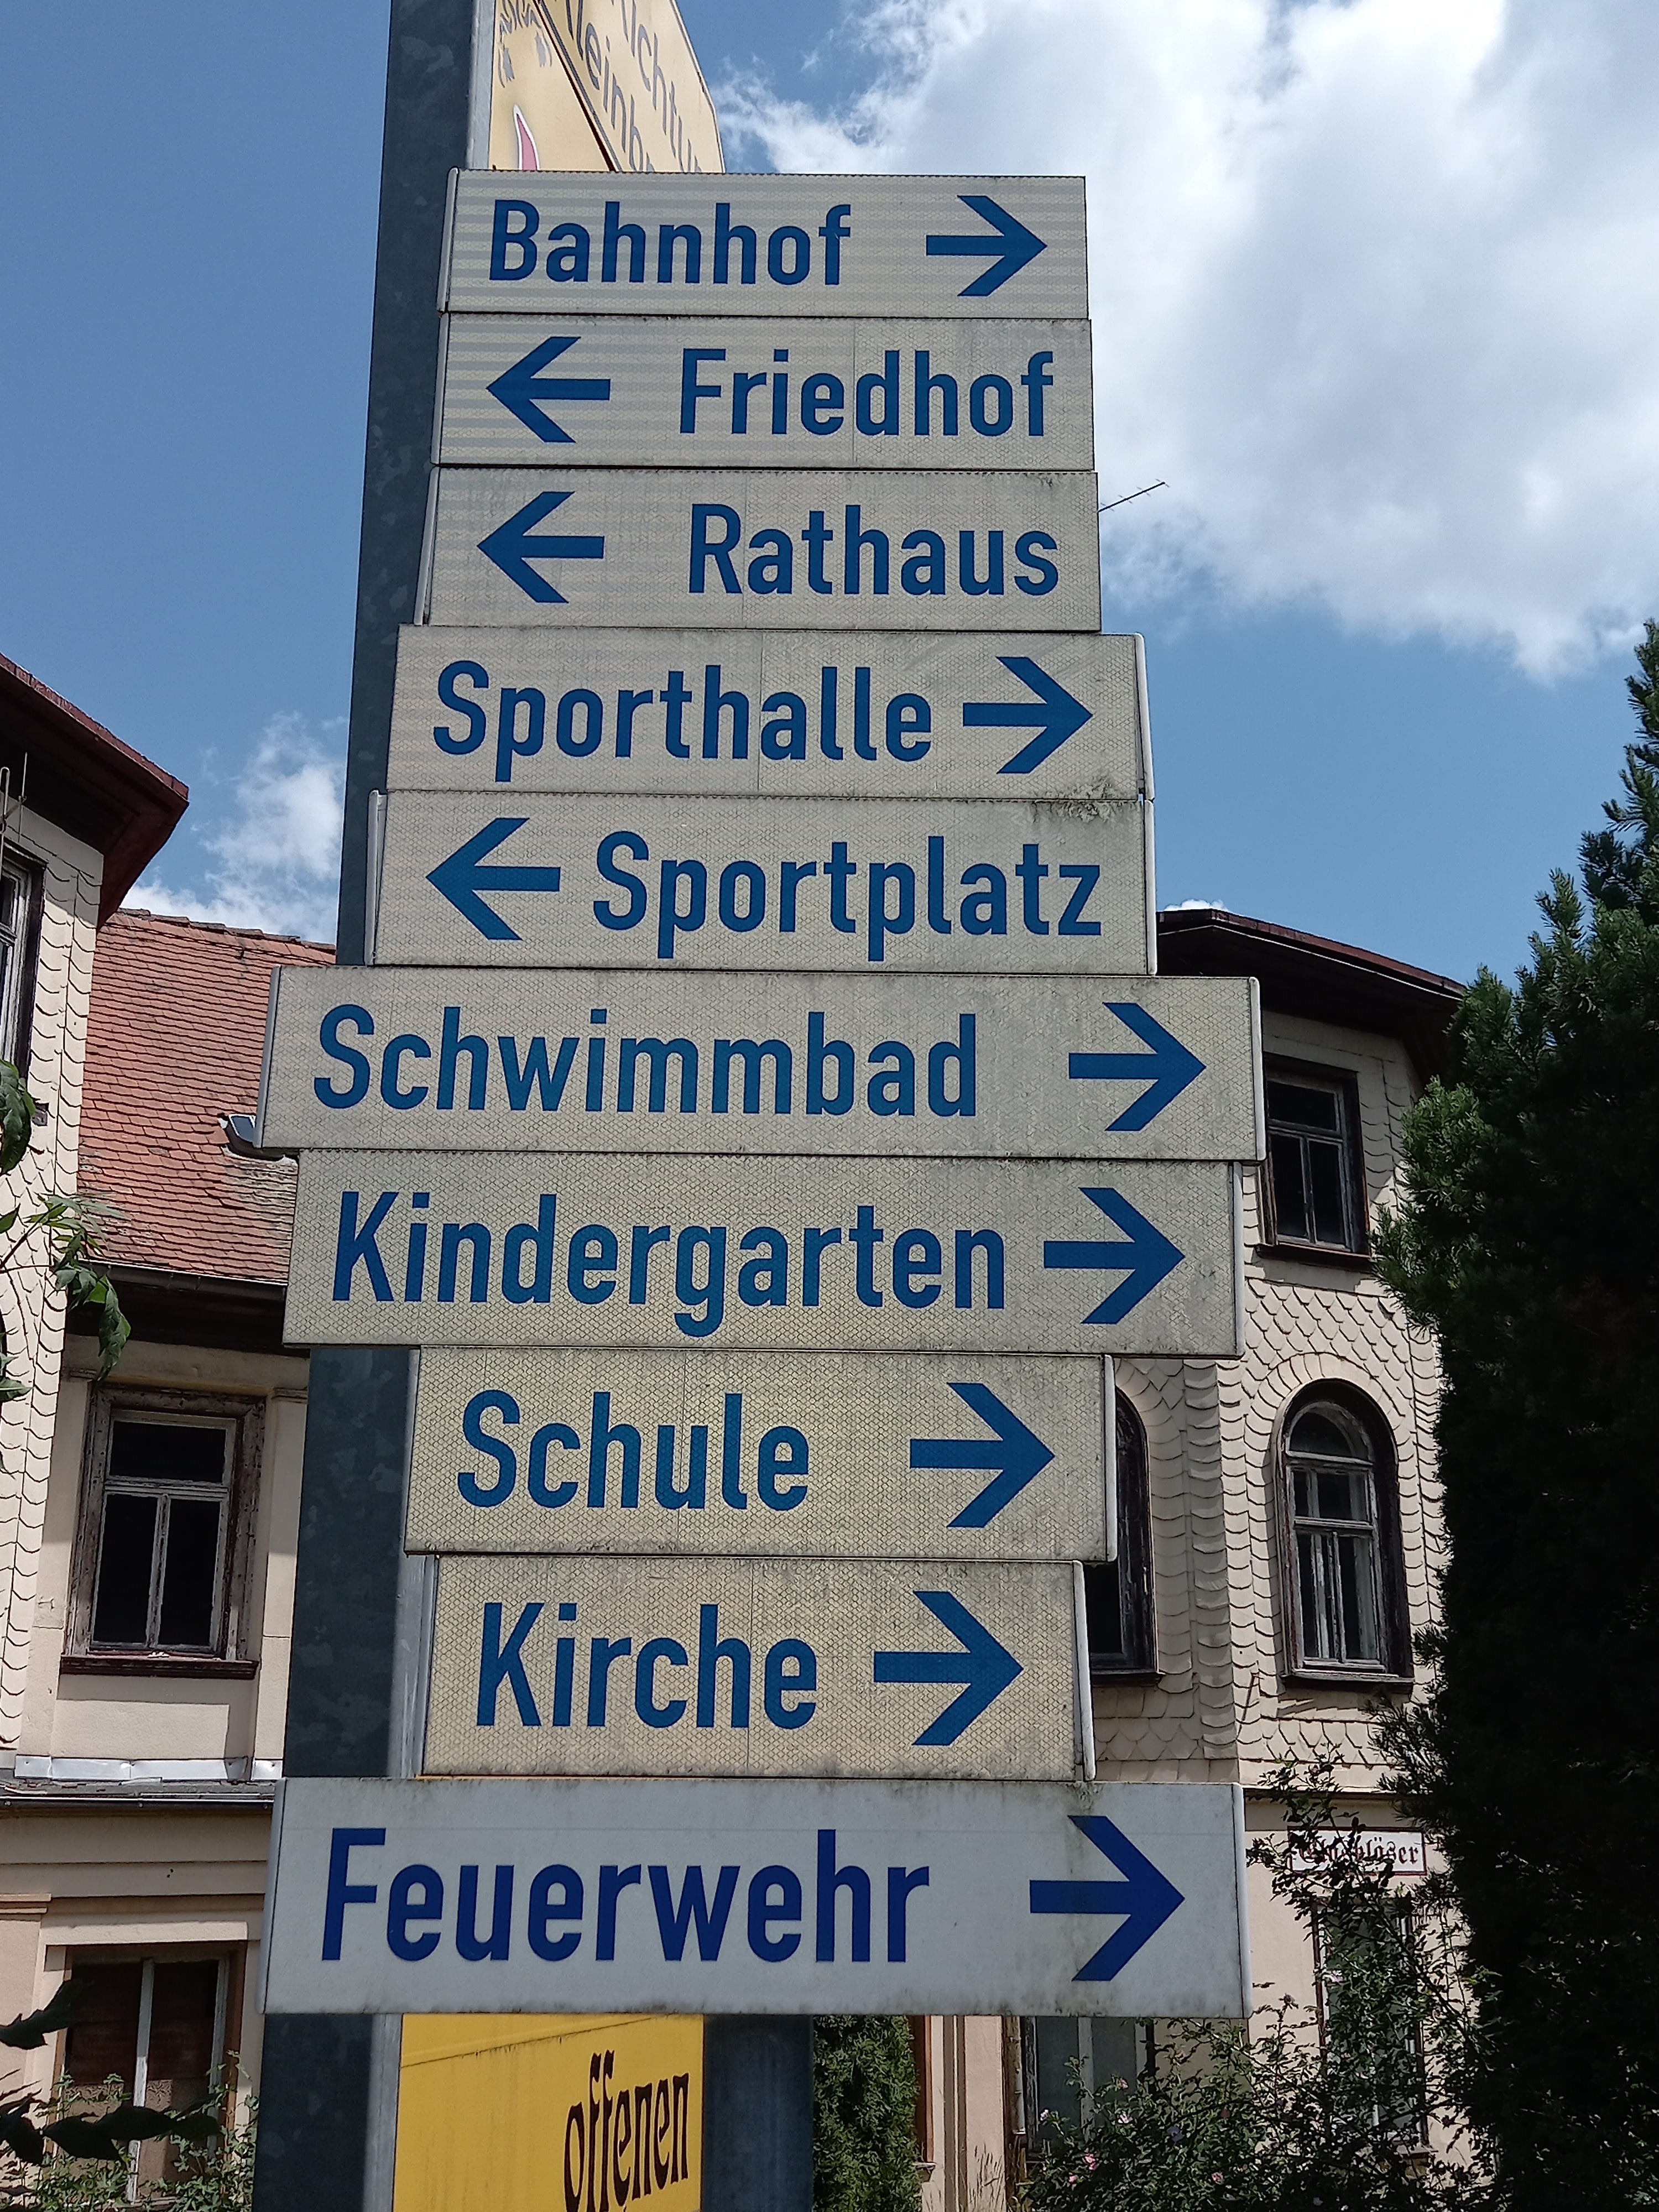 Bahnhof →
← Friedhof
← Rathaus
Sporthalle →
← Sportplatz
Schwimmbad →
Kindergarten →
Schule →
Kirche →
Feuerwehr →
offenen